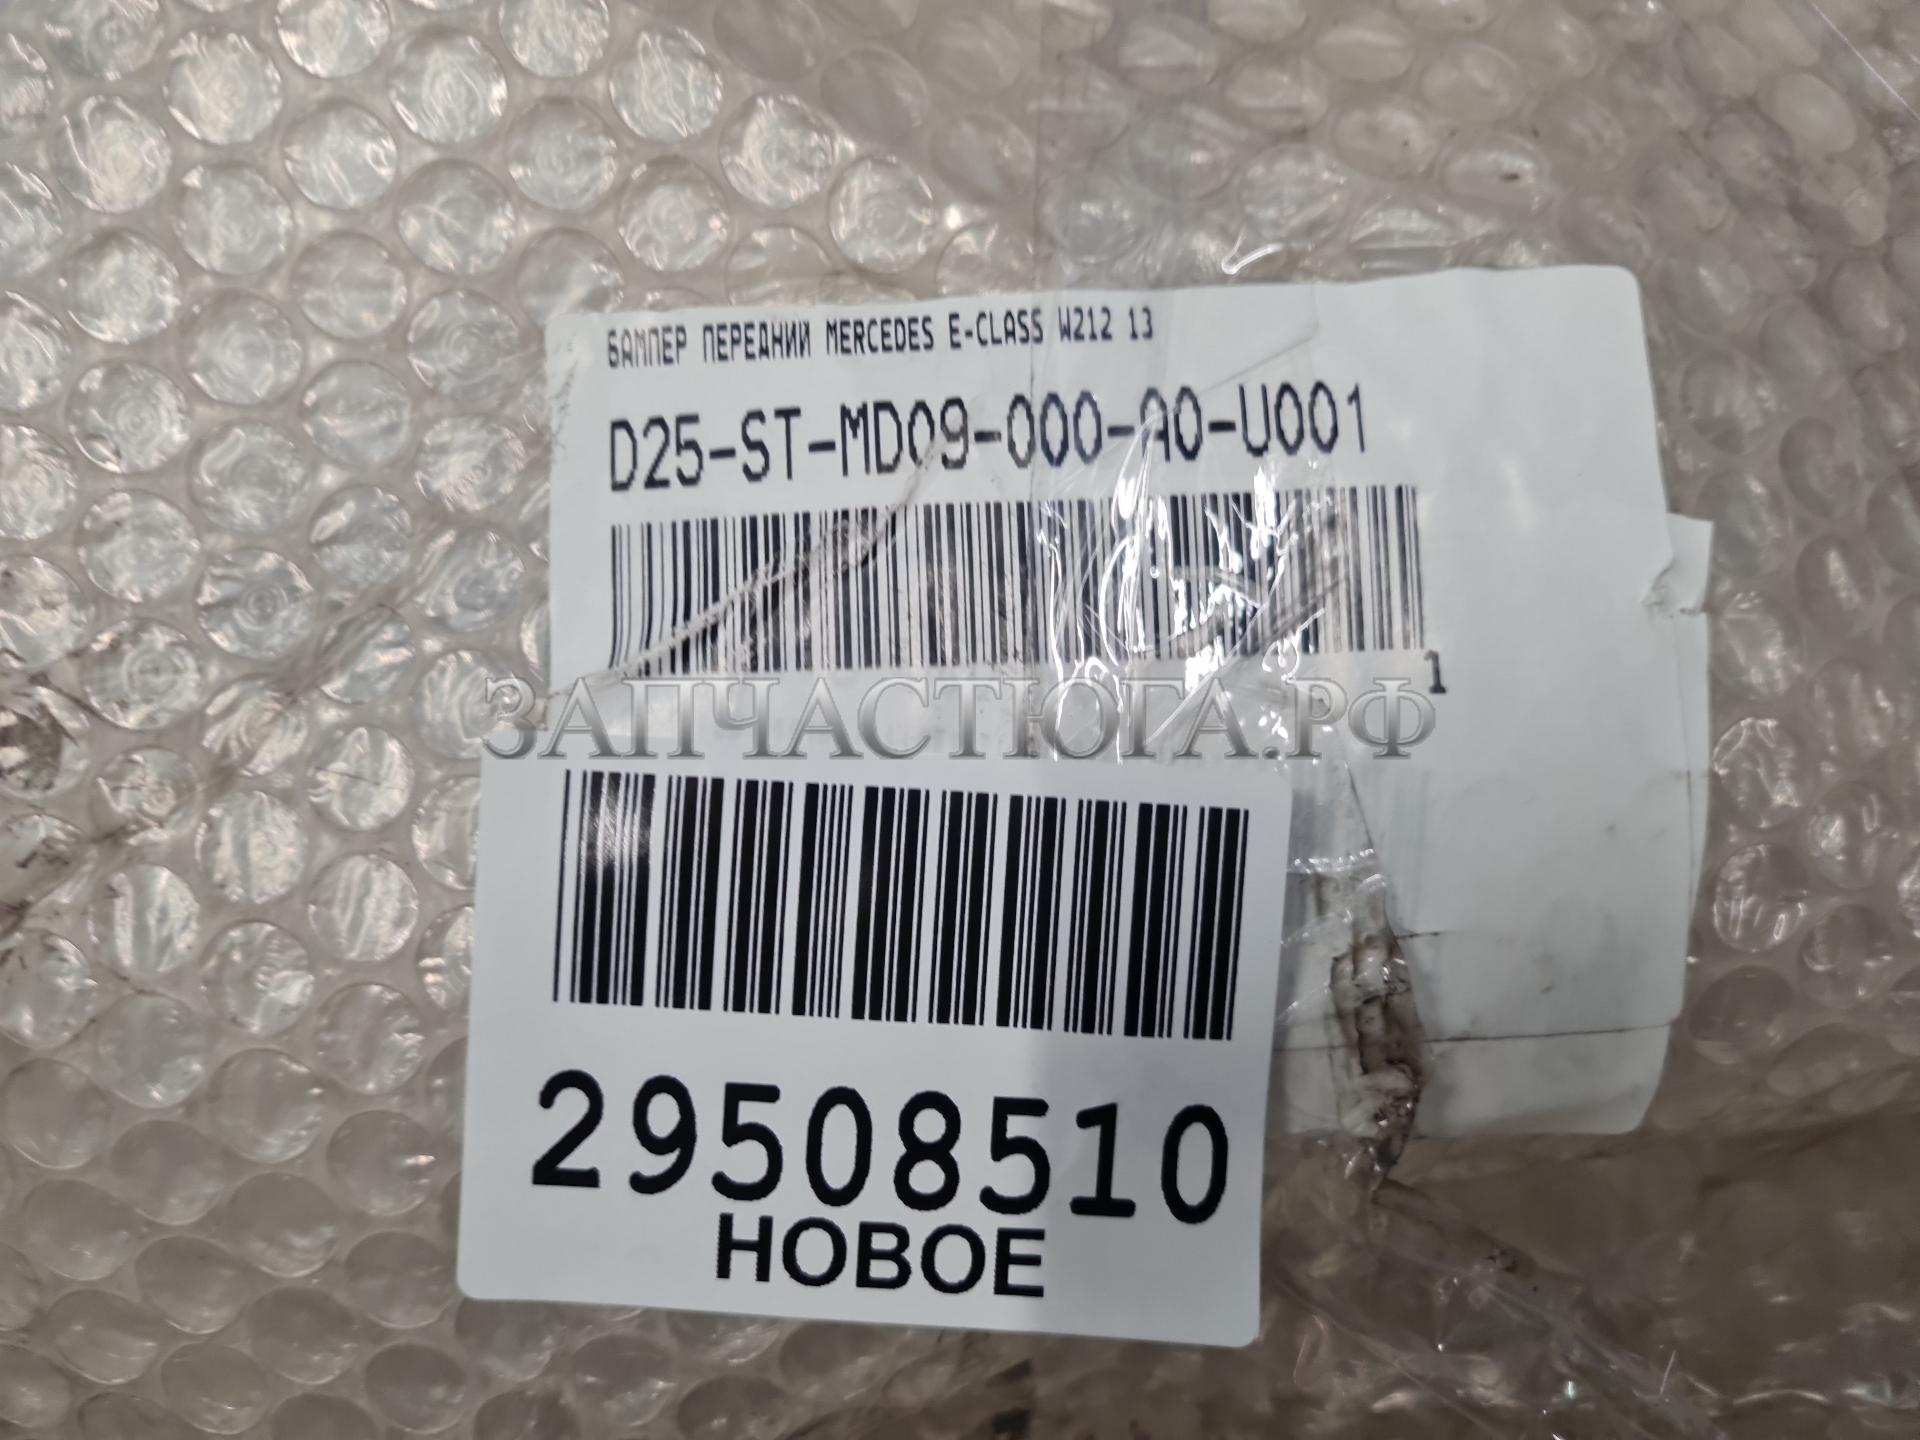 БАМПЕР ПЕРЕДНИЙ MERCEDES E-CLASS W212 13
D25-ST-MD09-000-A0-U001
1
ЗАПЧАСТЮГА.РФ
29508510
НОВОЕ